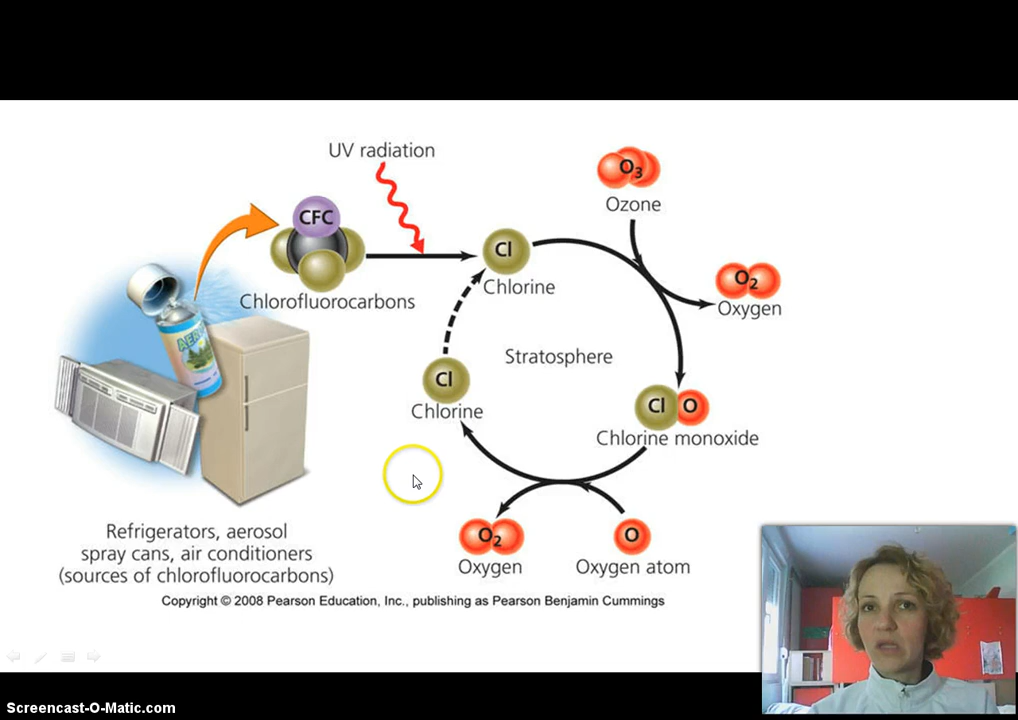 UV radiation
O3
Ozone
CFC
Chlorofluorocarbons
Cl
Chlorine
O2
Oxygen
Stratosphere
AERO
Cl
Chlorine
Cl O
Chlorine monoxide
O2
Oxygen
O
Oxygen atom
Refrigerators, aerosol
spray cans, air conditioners
(sources of chlorofluorocarbons)
Copyright © 2008 Pearson Education, Inc., publishing as Pearson Benjamin Cummings
Screencast-O-Matic.com